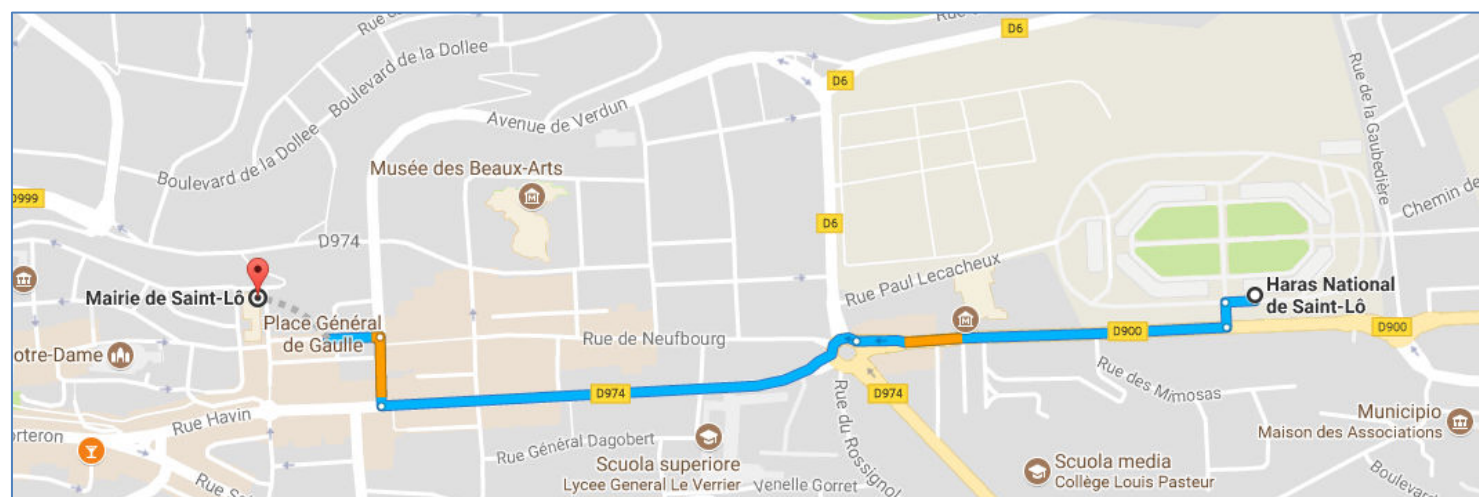 D6
Boulevard de la Dollee
D6
Avenue de Verdun
Boulevard de la Dollee
Musée des Beaux-Arts
Rue de la Gaubedière
D999
D6
D974
Chemin de
Rue Paul Lecacheux
Mairie de Saint-Lô
Haras National
de Saint-Lô
Place Général
de Gaulle
Rue de Neufbourg
D900
D900
otre-Dame
Rue des Mimosas
D974
D974
Rue Havin
Rue du Rossignol
Municipio
Maison des Associations
orteron
Rue Général Dagobert
Scuola superiore
Lycee General Le Verrier
Venelle Gorret
Scuola media
Collège Louis Pasteur
Boulevard